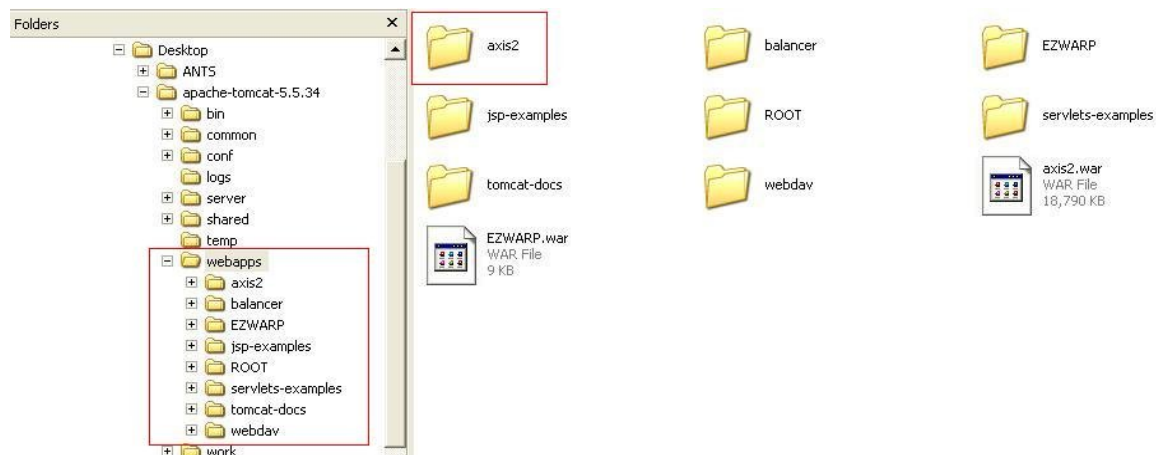 Folders
Desktop
ANTS
apache-tomcat-5.5.34
bin
common
conf
logs
server
shared
temp
webapps
axis2
balancer
EZWARP
jsp-examples
ROOT
servlets-examples
tomcat-docs
webdav
work
axis2
balancer
EZWARP
jsp-examples
ROOT
servlets-examples
tomcat-docs
webdav
axis2.war
WAR File
18,790 KB
EZWARP.war
WAR File
9 KB